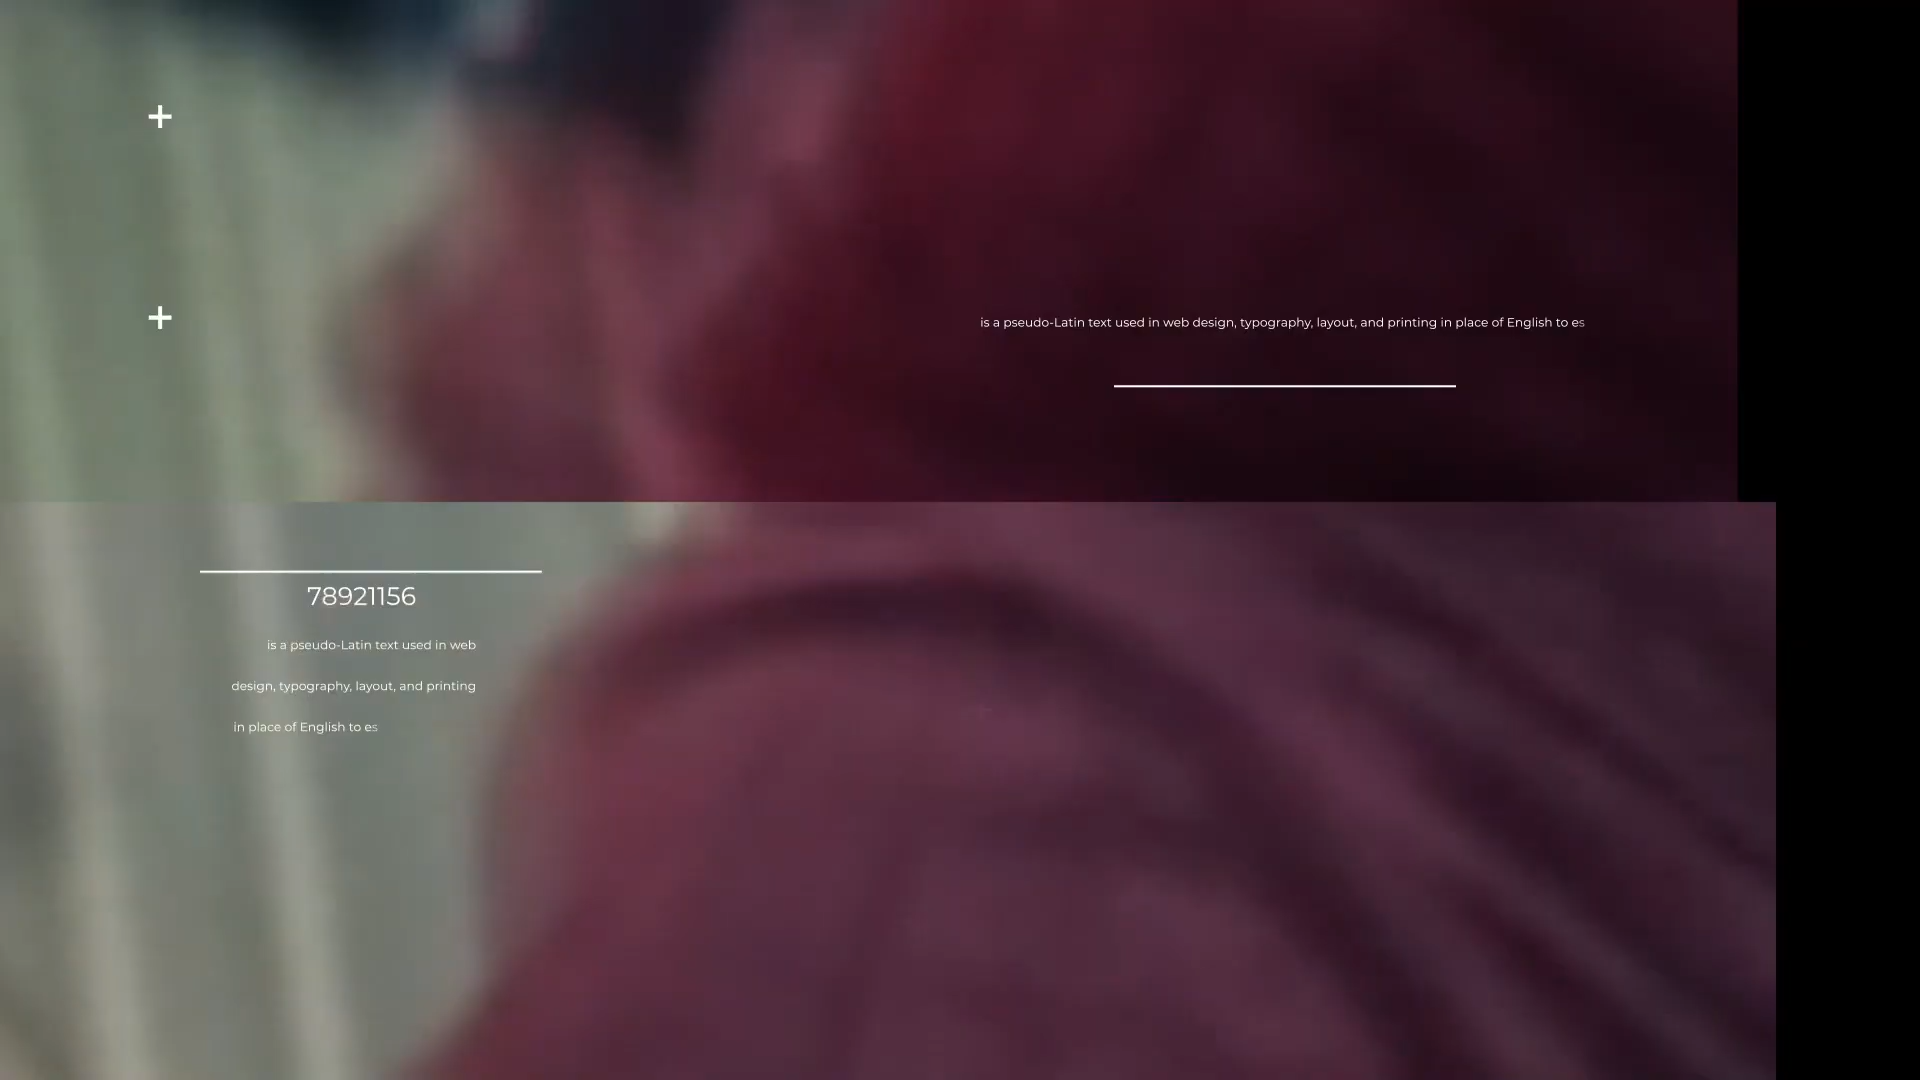 +
+
is a pseudo-Latin text used in web design, typography, layout, and printing in place of English to es
78921156
is a pseudo-Latin text used in web
design, typography, layout, and printing
in place of English to es